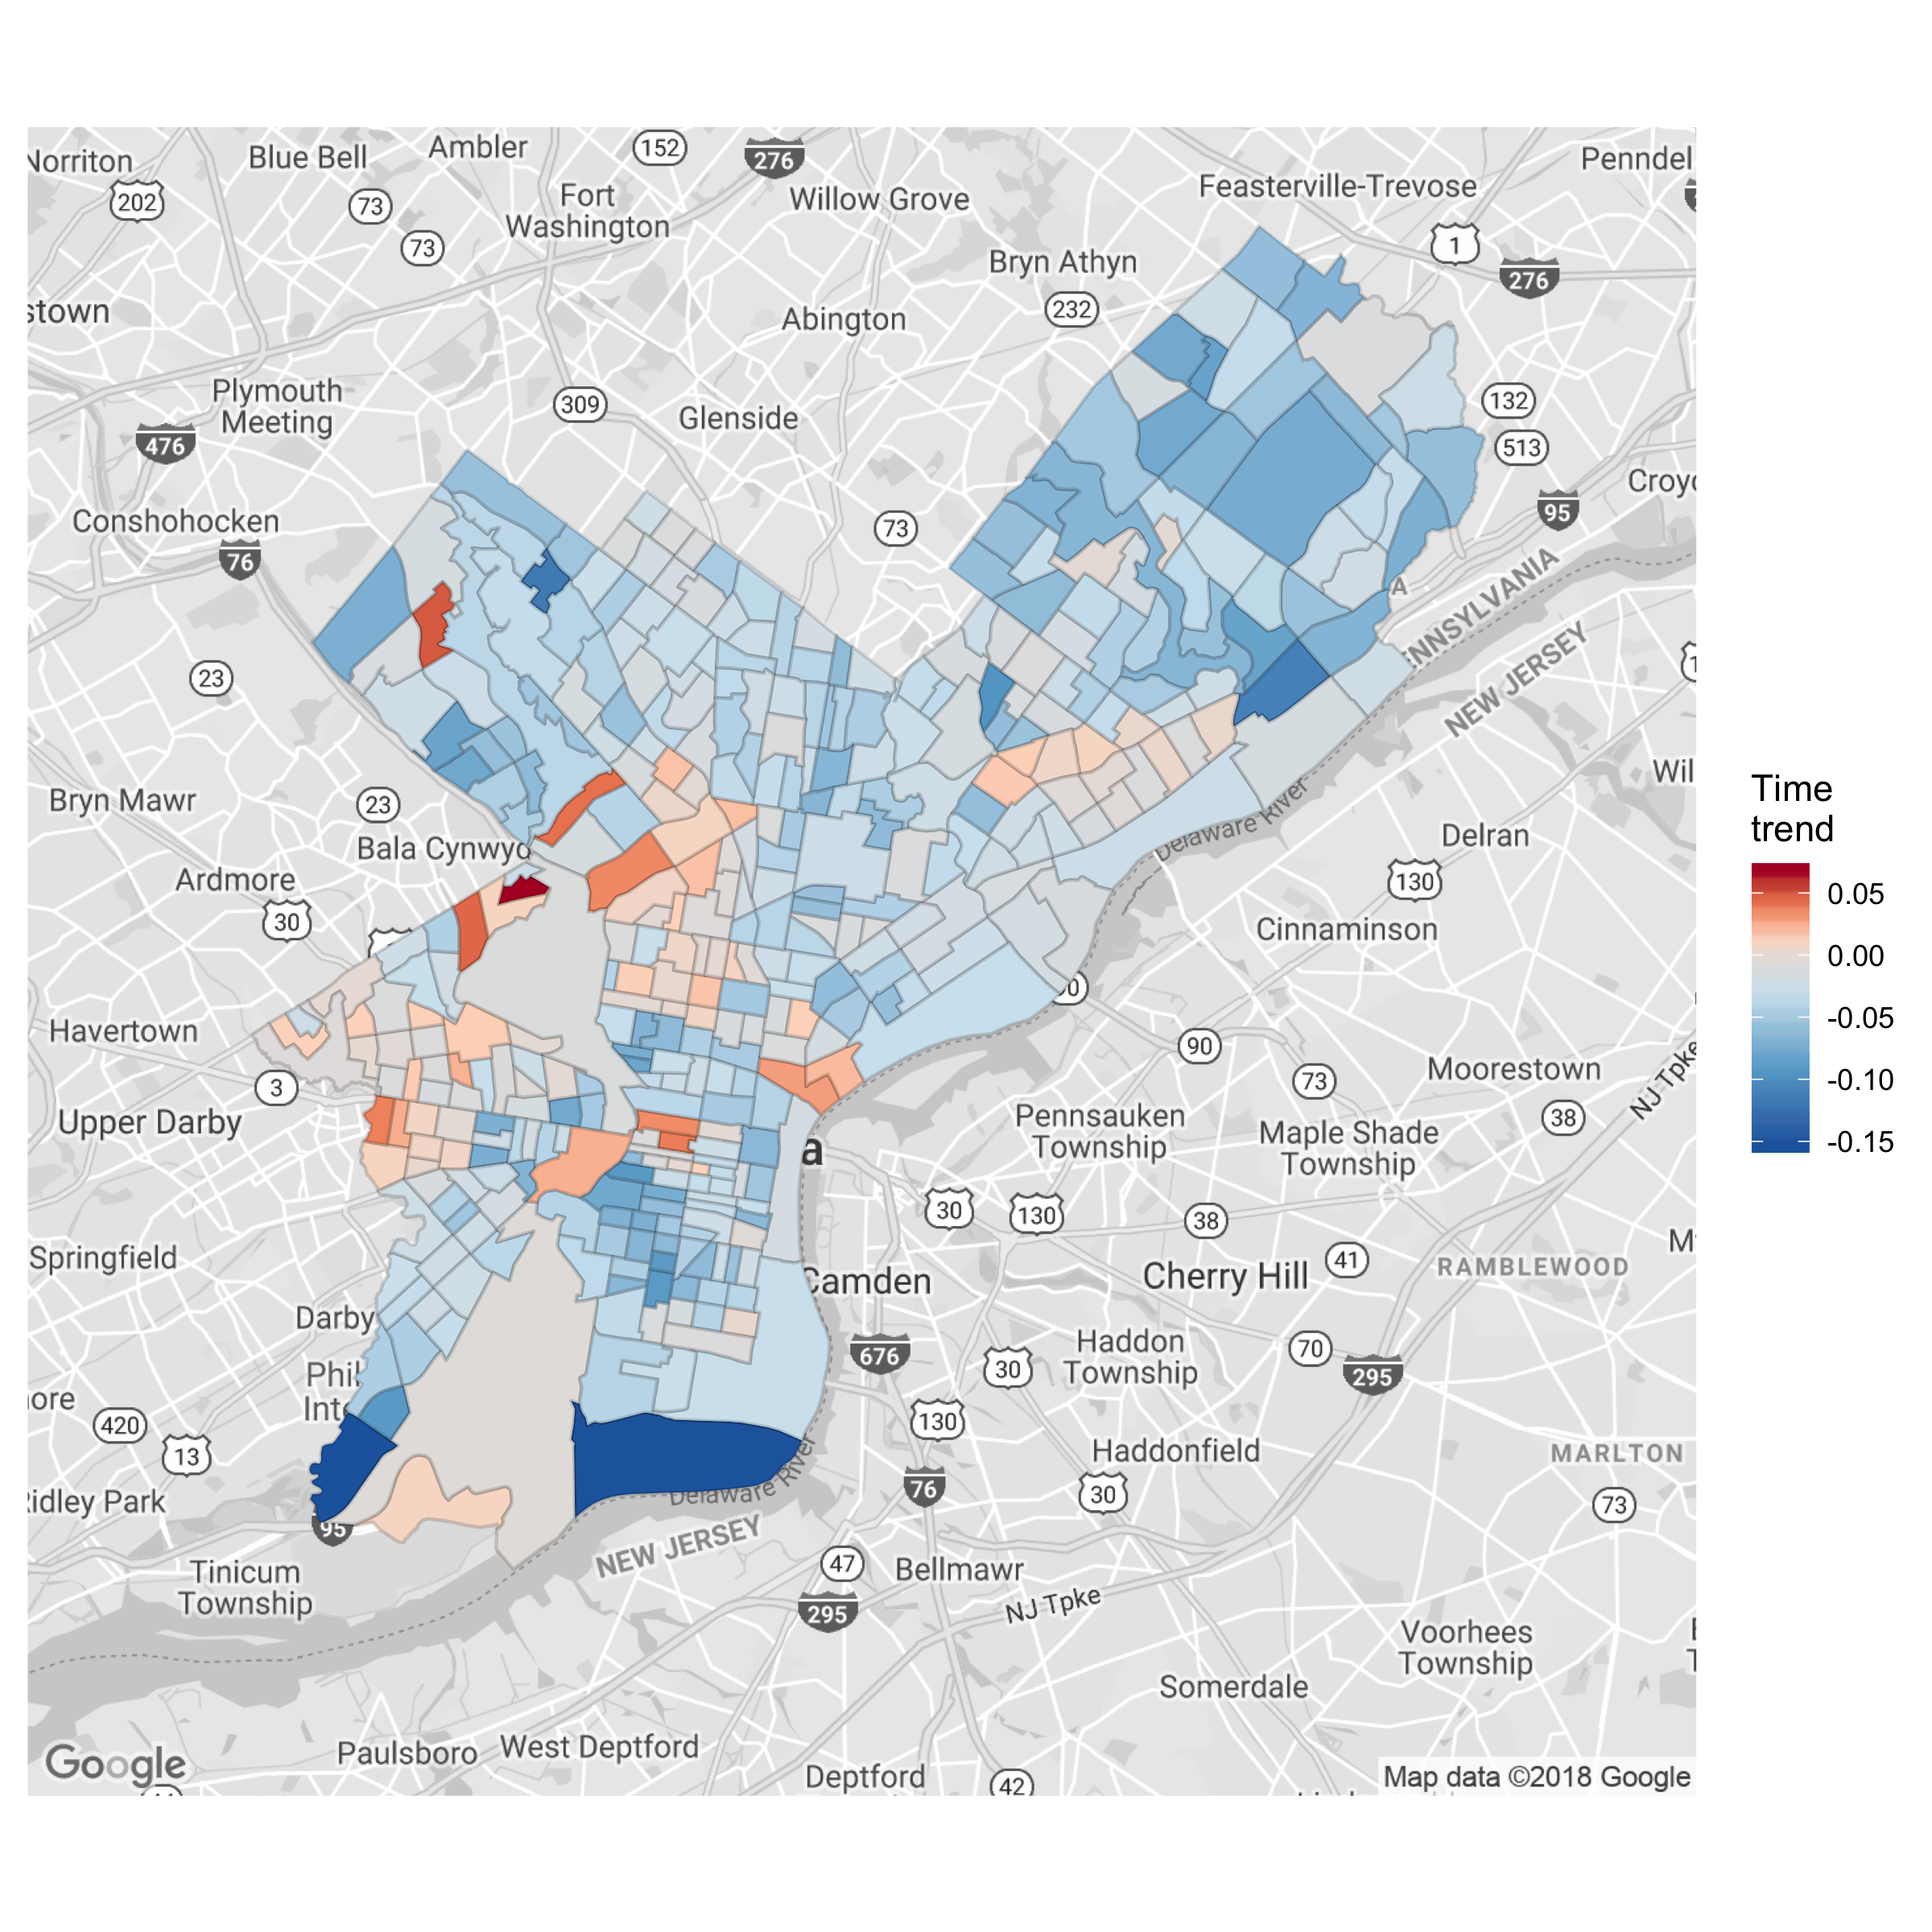 Norriton
Blue Bell
Ambler
152
276
Penndel
202
73
Fort
Washington
Willow Grove
Feasterville-Trevose
73
1
276
Bryn Athyn
232
stown
Abington
Plymouth
Meeting
309
Glenside
132
476
513
Croy
Conshohocken
76
73
95
A
NNSYLVANIA
NEW JERSEY
23
1
Bryn Mawr
23
Wil
Bala Cynwyd
Delaware River
Delran
Ardmore
30
130
Cinnaminson
Havertown
90
3
73
Moorestown
NJ Tpke
38
Upper Darby
Pennsauken
Township
Maple Shade
Township
a
30
130
38
Springfield
41
RAMBLEWOOD
Camden
Cherry Hill
Darby
676
Haddon
Township
70
295
Phil
Inte
30
420
13
130
Haddonfield
MARLTON
Ridley Park
Delaware River
76
30
73
95
NEW JERSEY
47
Bellmawr
Tinicum
Township
295
NJ Tpke
Voorhees
Township
Somerdale
Paulsboro
West Deptford
Google
Deptford
42
Map data ©2018 Google
Time
trend
0.05
0.00
-0.05
-0.10
-0.15